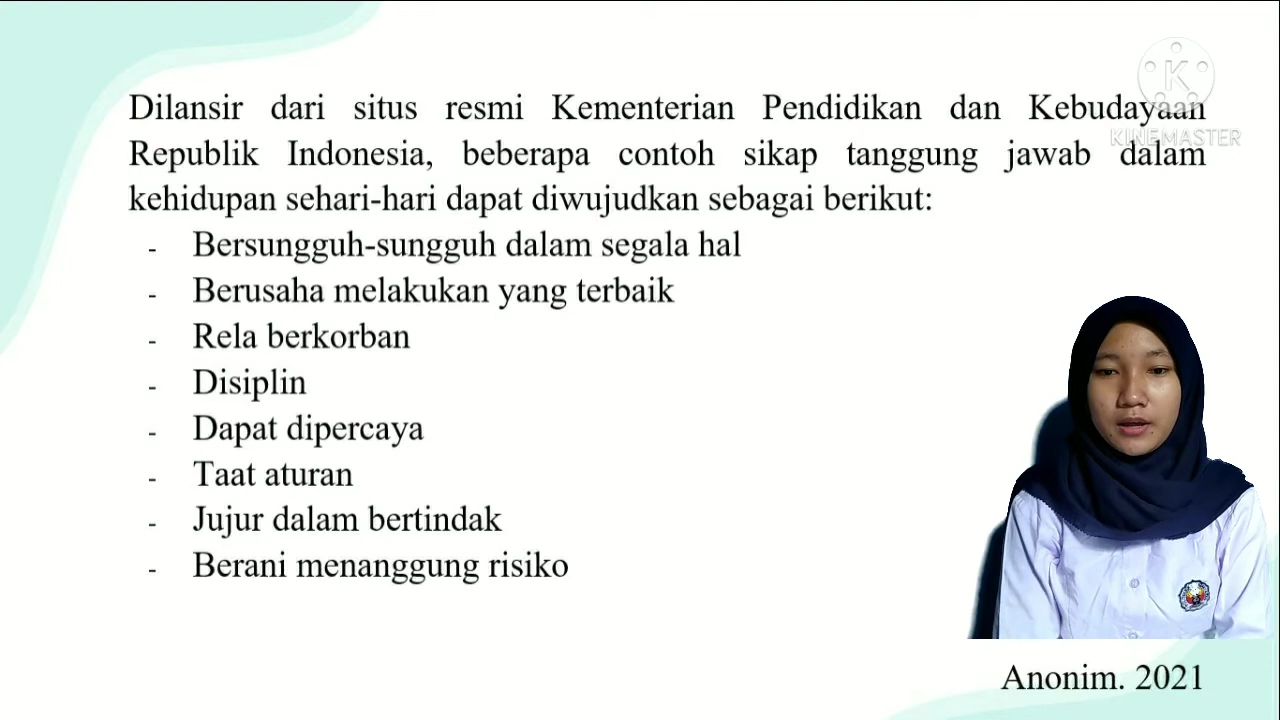 Dilansir dari situs resmi Kementerian Pendidikan dan Kebudayaan
Republik Indonesia, beberapa contoh sikap tanggung jawab dalam
kehidupan sehari-hari dapat diwujudkan sebagai berikut:
- Bersungguh-sungguh dalam segala hal
- Berusaha melakukan yang terbaik
- Rela berkorban
- Disiplin
- Dapat dipercaya
- Taat aturan
- Jujur dalam bertindak
- Berani menanggung risiko
K
KINEMASTER
Anonim. 2021